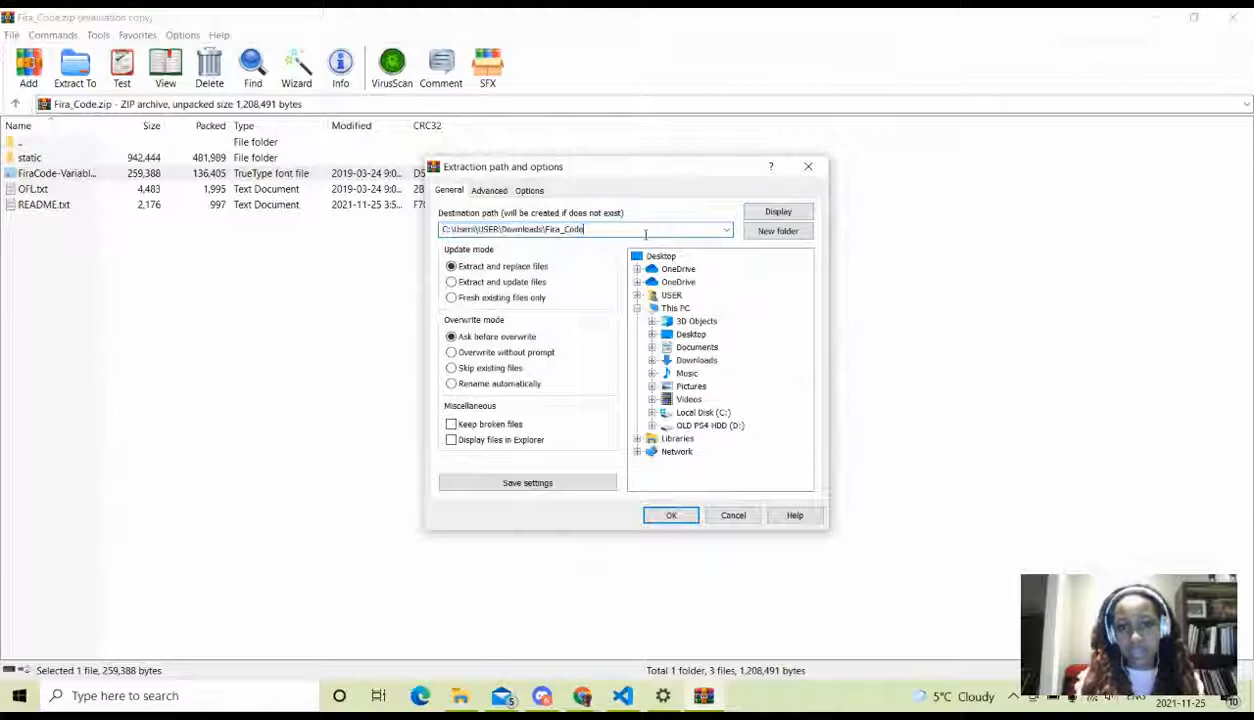 Fira_Code.zip (evaluation copy)
File Commands Tools Favorites Options Help
Add Extract To Test View Delete Find Wizard Info VirusScan Comment SFX
Fira_Code.zip - ZIP archive, unpacked size 1,208,491 bytes
Name Size Packed Type Modified CRC32
.. File folder
static 942,444 481,989 File folder
FiraCode-Variabl... 259,388 136,405 TrueType font file 2019-03-24 9:0...
OFL.txt 4,483 1,995 Text Document 2019-03-24 9:0... 2B
README.txt 2,176 997 Text Document 2021-11-25 3:5...
Extraction path and options
?
General Advanced Options
Destination path (will be created if does not exist)
C:\Users\USER\Downloads\Fira_Code
Display
New folder
Update mode
Extract and replace files
Extract and update files
Fresh existing files only
Overwrite mode
Ask before overwrite
Overwrite without prompt
Skip existing files
Rename automatically
Miscellaneous
Keep broken files
Display files in Explorer
Save settings
Desktop
OneDrive
OneDrive
USER
This PC
3D Objects
Desktop
Documents
Downloads
Music
Pictures
Videos
Local Disk (C:)
OLD PS4 HDD (D:)
Libraries
Network
OK Cancel Help
Selected 1 file, 259,388 bytes
Total 1 folder, 3 files, 1,208,491 bytes
Type here to search
5
5°C Cloudy
2021-11-25